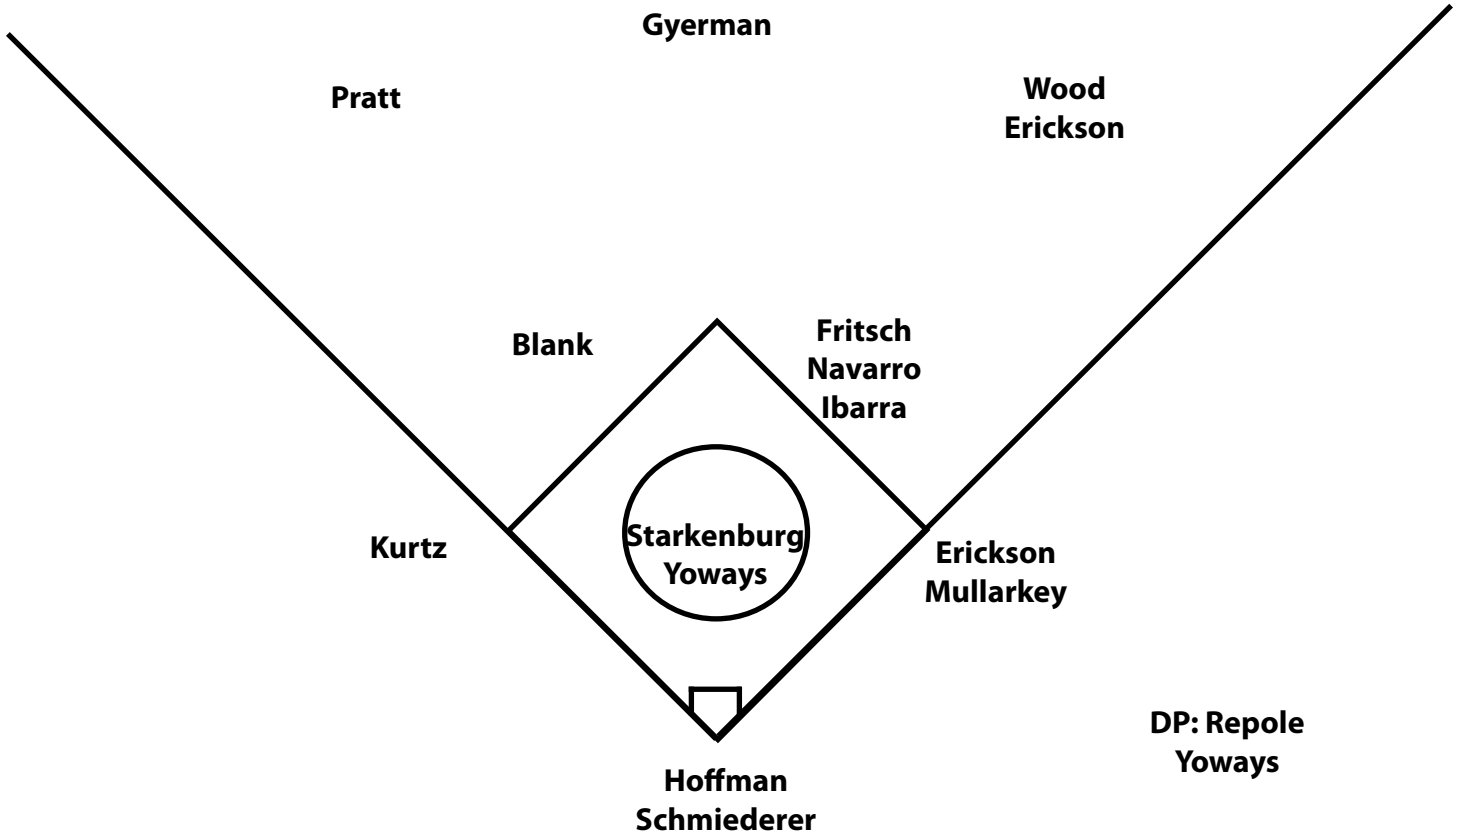 Gyerman
Pratt
Wood
Erickson
Blank
Fritsch
Navarro
Ibarra
Kurtz
Starkenburg
Yoways
Erickson
Mullarkey
DP: Repole
Yoways
Hoffman
Schmiederer